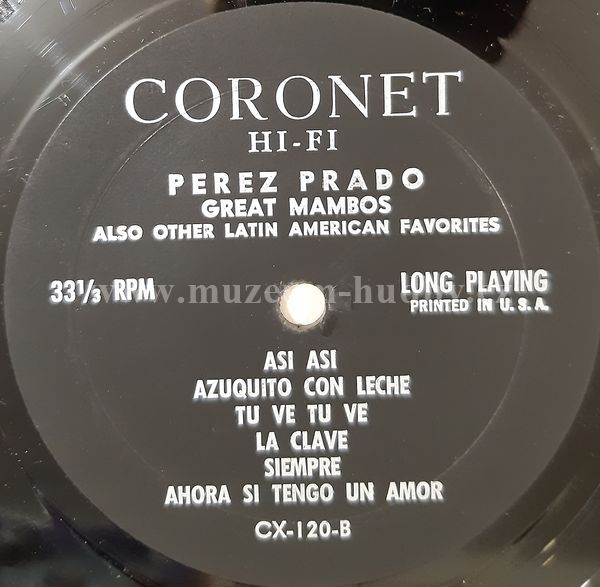 CORONET
HI-FI
PEREZ PRADO
GREAT MAMBOS
ALSO OTHER LATIN AMERICAN FAVORITES
33⅓ RPM
LONG PLAYING
PRINTED IN U. S. A.
ASI ASI
AZUQUITO CON LECHE
TU VE TU VE
LA CLAVE
SIEMPRE
AHORA SI TENGO UN AMOR
CX-120-B